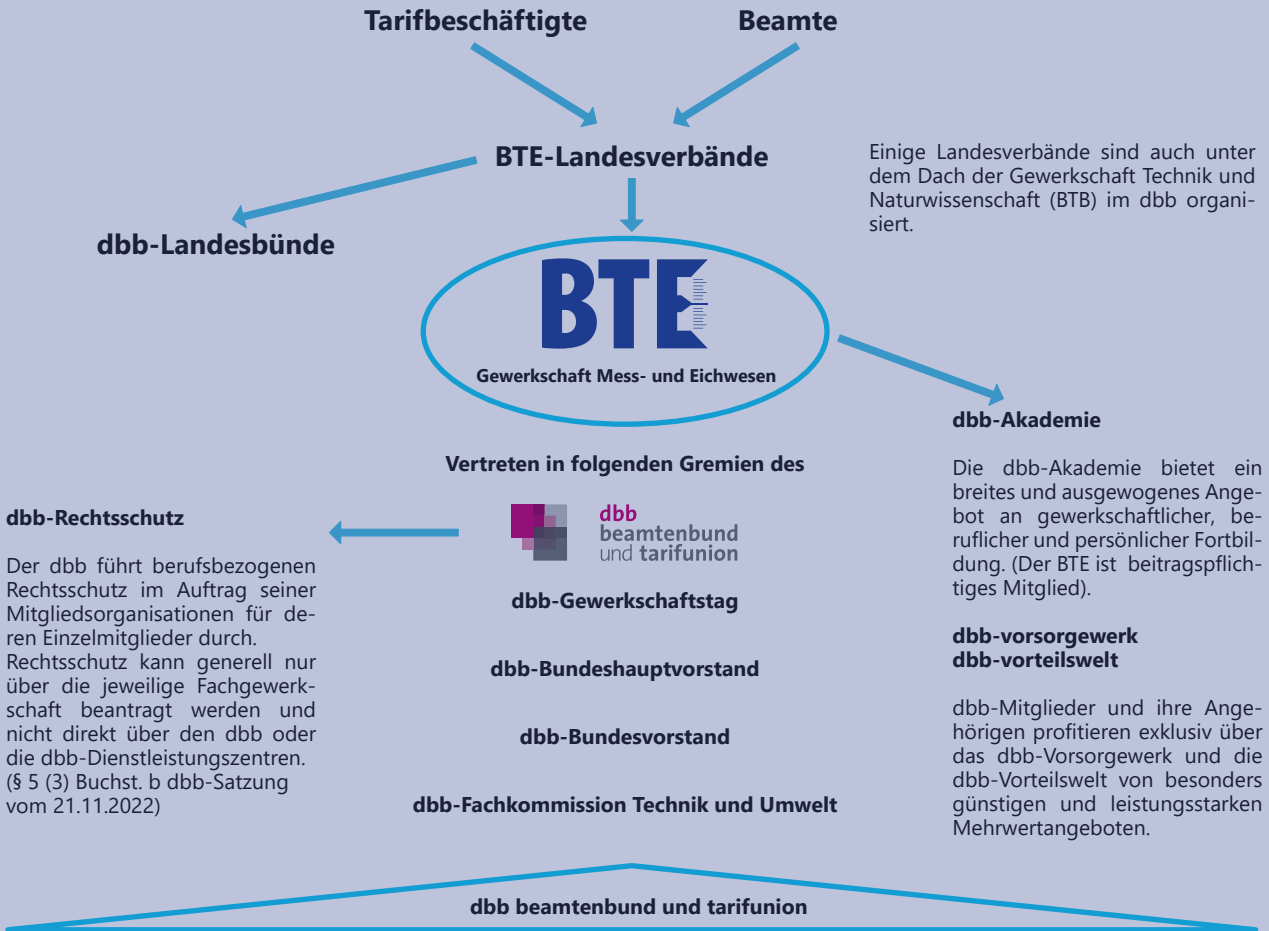 Tarifbeschäftigte
Beamte
BTE-Landesverbände
Einige Landesverbände sind auch unter
dem Dach der Gewerkschaft Technik und
Naturwissenschaft (BTB) im dbb organi-
siert.
dbb-Landesbünde
BTE
Gewerkschaft Mess- und Eichwesen
Vertreten in folgenden Gremien des
dbb
beamtenbund
und tarifunion
dbb-Gewerkschaftstag
dbb-Bundeshauptvorstand
dbb-Bundesvorstand
dbb-Fachkommission Technik und Umwelt
dbb-Rechtsschutz
Der dbb führt berufsbezogenen
Rechtsschutz im Auftrag seiner
Mitgliedsorganisationen für de-
ren Einzelmitglieder durch.
Rechtsschutz kann generell nur
über die jeweilige Fachgewerk-
schaft beantragt werden und
nicht direkt über den dbb oder
die dbb-Dienstleistungszentren.
(§ 5 (3) Buchst. b dbb-Satzung
vom 21.11.2022)
dbb-Akademie
Die dbb-Akademie bietet ein
breites und ausgewogenes Ange-
bot an gewerkschaftlicher, be-
ruflicher und persönlicher Fortbil-
dung. (Der BTE ist beitragspflich-
tiges Mitglied).
dbb-vorsorgewerk
dbb-vorteilswelt
dbb-Mitglieder und ihre Ange-
hörigen profitieren exklusiv über
das dbb-Vorsorgewerk und die
dbb-Vorteilswelt von besonders
günstigen und leistungsstarken
Mehrwertangeboten.
dbb beamtenbund und tarifunion